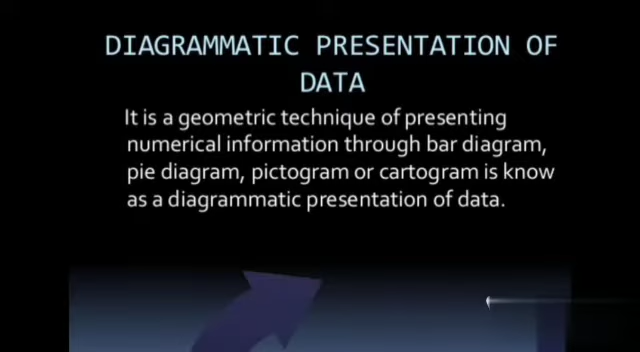 DIAGRAMMATIC PRESENTATION OF
DATA
It is a geometric technique of presenting
numerical information through bar diagram,
pie diagram, pictogram or cartogram is know
as a diagrammatic presentation of data.